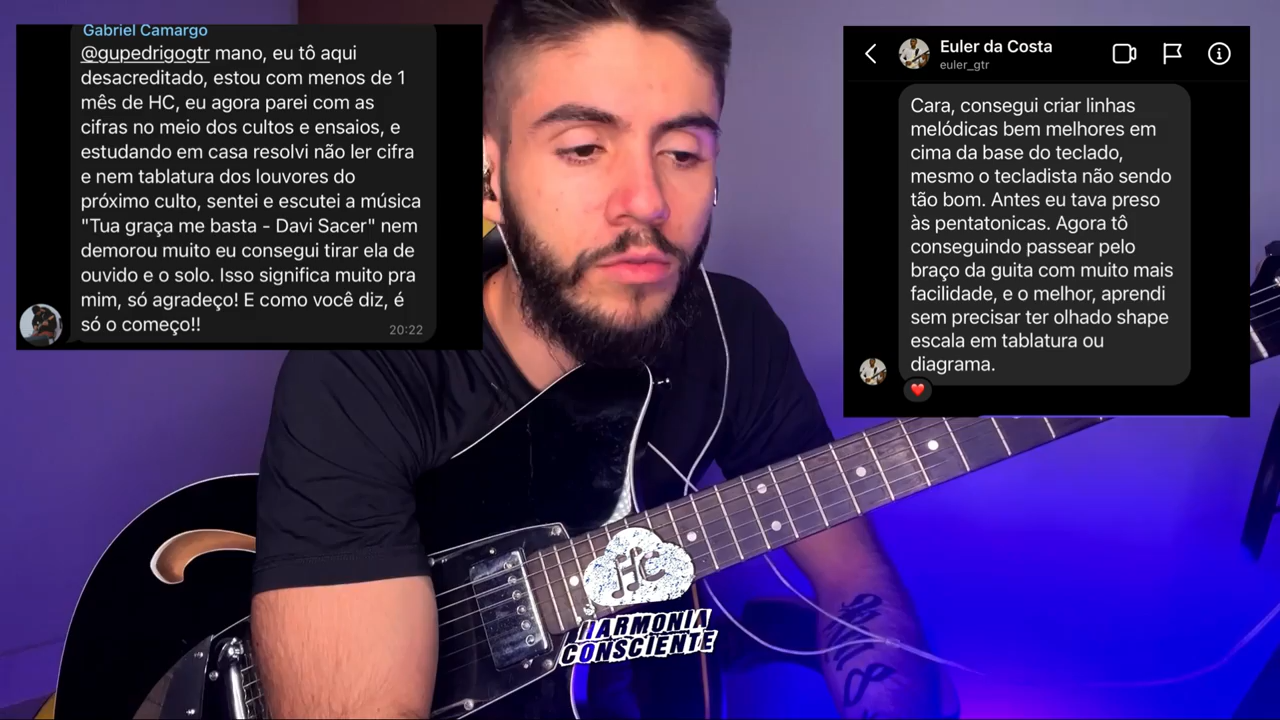 Gabriel Camargo
@gupedrigogtr mano, eu tô aqui
desacreditado, estou com menos de 1
mês de HC, eu agora parei com as
cifras no meio dos cultos e ensaios, e
estudando em casa resolvi não ler cifra
e nem tablatura dos louvores do
próximo culto, sentei e escutei a música
"Tua graça me basta - Davi Sacer" nem
demorou muito eu consegui tirar ela de
ouvido e o solo. Isso significa muito pra
mim, só agradeço! E como você diz, é
só o começo!!
20:22
Euler da Costa
euler_gtr
Cara, consegui criar linhas
melódicas bem melhores em
cima da base do teclado,
mesmo o tecladista não sendo
tão bom. Antes eu tava preso
às pentatonicas. Agora tô
conseguindo passear pelo
braço da guita com muito mais
facilidade, e o melhor, aprendi
sem precisar ter olhado shape
escala em tablatura ou
diagrama.
HC
HARMONIA
CONSCIENTE